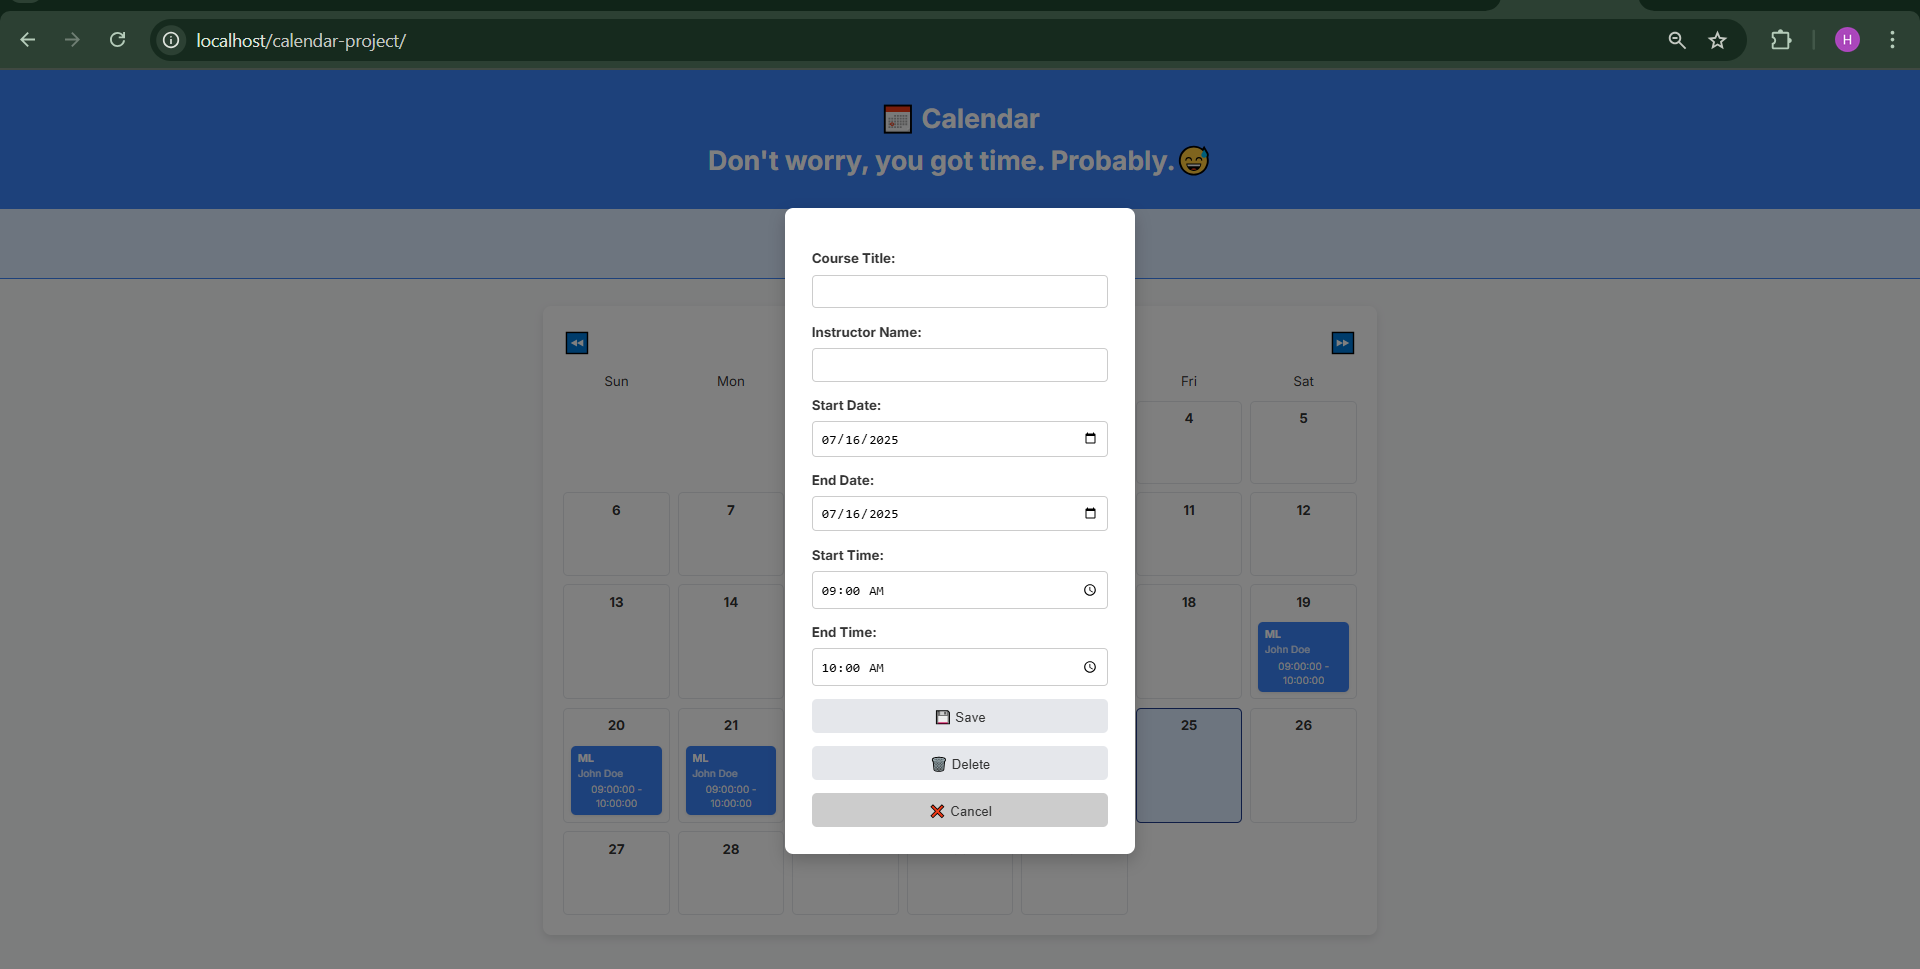 localhost/calendar-project/
H
Calendar
Don't worry, you got time. Probably.😅
Course Title:
Instructor Name:
Start Date:
07/16/2025
End Date:
07/16/2025
Start Time:
09:00 AM
End Time:
10:00 AM
Save
Delete
Cancel
Sun Mon Fri Sat
4 5
6 7 11 12
13 14 18 19
ML
John Doe
09:00:00 -
10:00:00
20 21 25 26
ML
John Doe
09:00:00 -
10:00:00
ML
John Doe
09:00:00 -
10:00:00
27 28